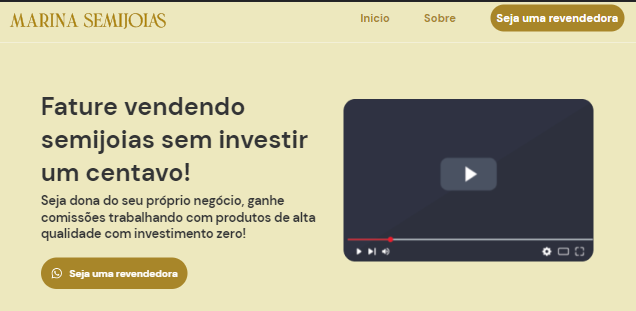 MARINA SEMIJOIAS
Início
Sobre
Seja uma revendedora
Fature vendendo
semijoias sem investir
um centavo!
Seja dona do seu próprio negócio, ganhe
comissões trabalhando com produtos de alta
qualidade com investimento zero!
Seja uma revendedora